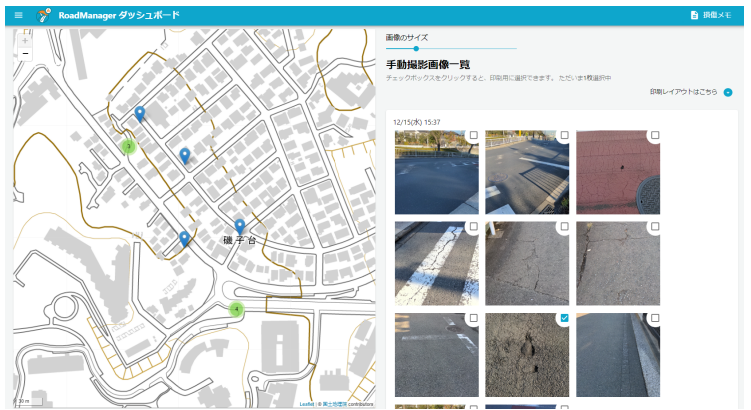 RoadManager ダッシュボード
損傷メモ
+
−
3
磯子台
4
30 m
Leaflet | © 国土地理院 contributors
画像のサイズ
手動撮影画像一覧
チェックボックスをクリックすると、印刷用に選択できます。 ただいま1枚選択中
印刷レイアウトはこちら
12/15(水) 15:37